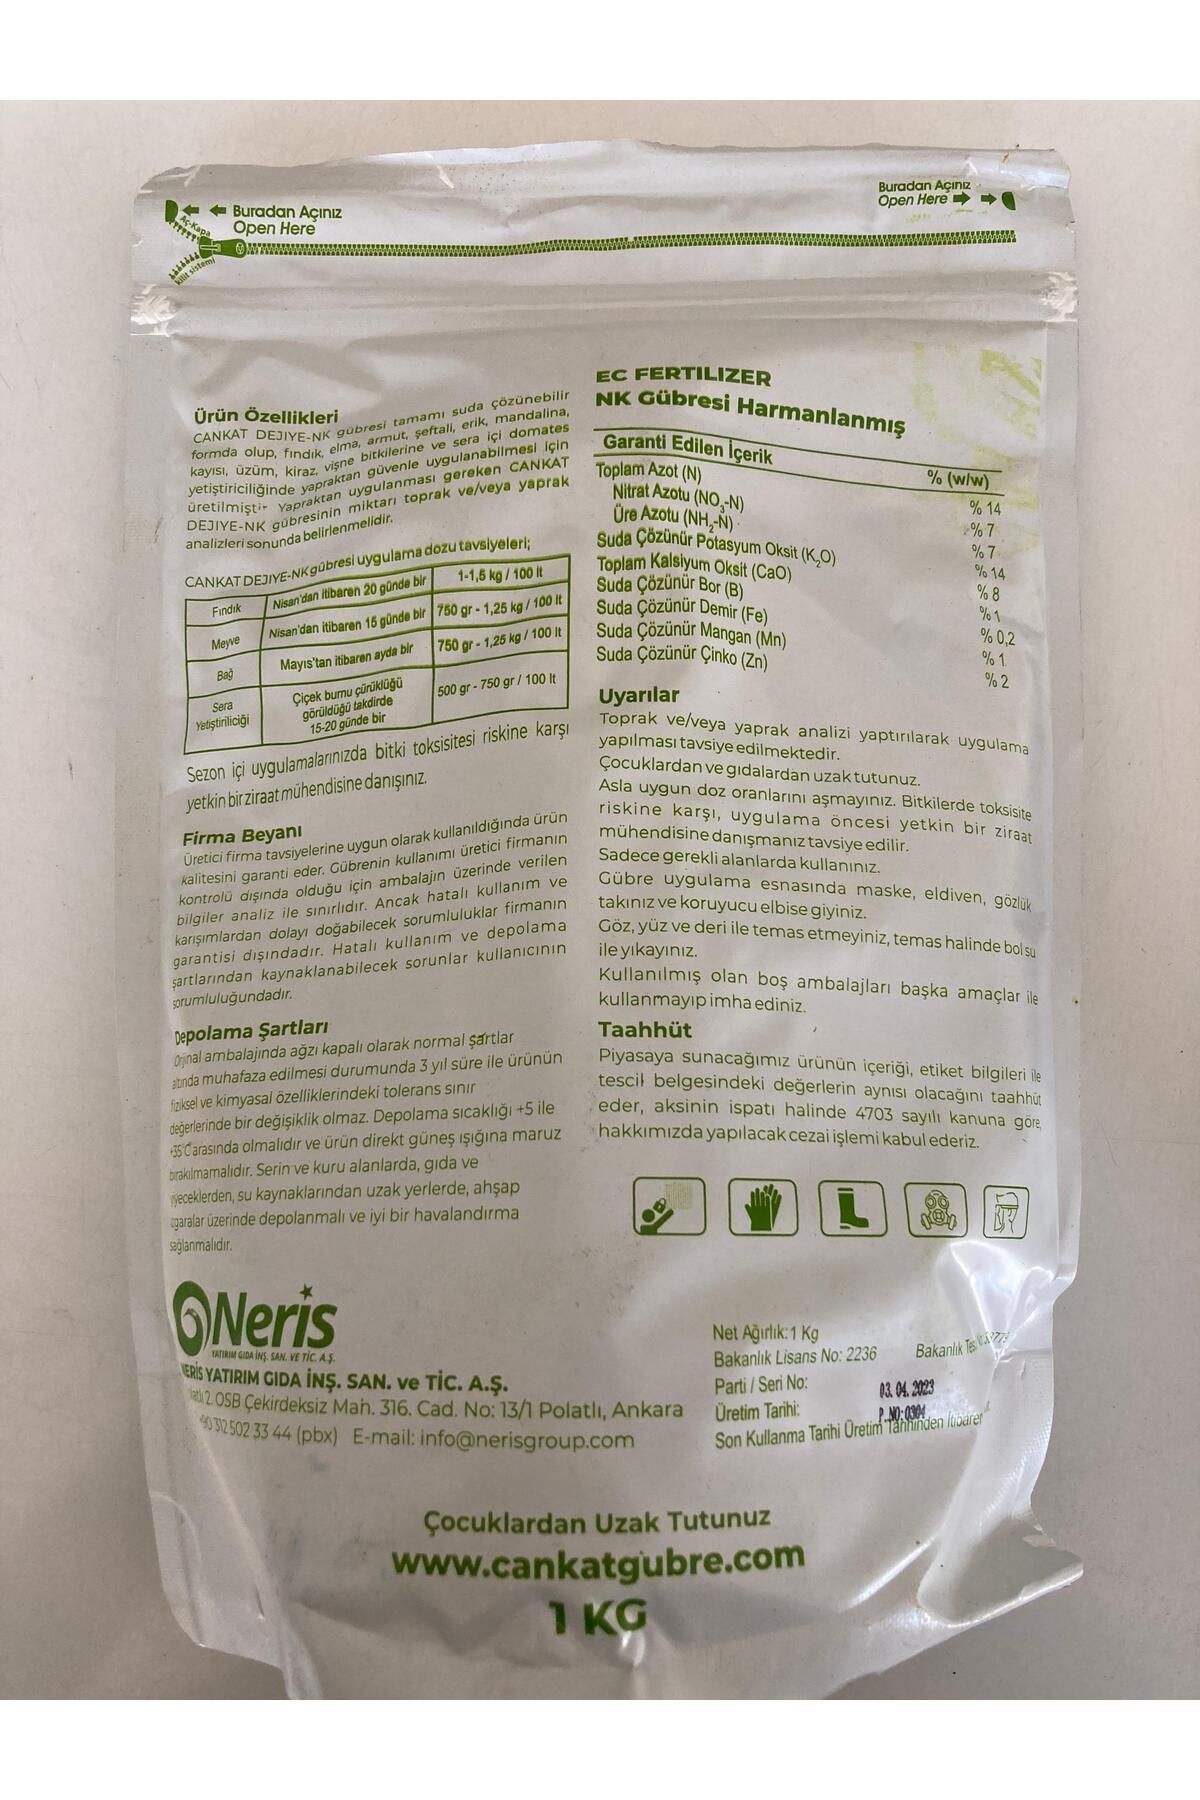 Buradan Açınız
Open Here
Aç-Kapa
kilit sistemi
Buradan Açınız
Open Here
Ürün Özellikleri
CANKAT DEJIYE-NK gübresi tamamı suda çözünebilir
formda olup, fındık, elma, armut, şeftali, erik, mandalina,
kayısı, üzüm, kiraz, vişne bitkilerine ve sera içi domates
yetiştiriciliğinde yapraktan güvenle uygulanabilmesi için
üretilmişti Yapraktan uygulanması gereken CANKAT
DEJIYE-NK gübresinin miktarı toprak ve/veya yaprak
analizleri sonunda belirlenmelidir.
CANKAT DEJIYE-NK gübresi uygulama dozu tavsiyeleri;
Fındık Nisan'dan itibaren 20 günde bir 1-1,5 kg / 100 lt
Meyve Nisan'dan itibaren 15 günde bir 750 gr - 1,25 kg / 100 lt
Bağ Mayıs'tan itibaren ayda bir 750 gr - 1,25 kg / 100 lt
Sera Yetiştiriciliği Çiçek burnu çürüklüğü
görüldüğü takdirde
15-20 günde bir 500 gr - 750 gr / 100 lt
Sezon içi uygulamalarınızda bitki toksisitesi riskine karşı
yetkin bir ziraat mühendisine danışınız.
Firma Beyanı
Üretici firma tavsiyelerine uygun olarak kullanıldığında ürün
kalitesini garanti eder. Gübrenin kullanımı üretici firmanın
kontrolü dışında olduğu için ambalajın üzerinde verilen
bilgiler analiz ile sınırlıdır. Ancak hatalı kullanım ve
karışımlardan dolayı doğabilecek sorumluluklar firmanın
garantisi dışındadır. Hatalı kullanım ve depolama
şartlarından kaynaklanabilecek sorunlar kullanıcının
sorumluluğundadır.
Depolama Şartları
Orjinal ambalajında ağzı kapalı olarak normal şartlar
altında muhafaza edilmesi durumunda 3 yıl süre ile ürünün
fiziksel ve kimyasal özelliklerindeki tolerans sınır
değerlerinde bir değişiklik olmaz. Depolama sıcaklığı +5 ile
+35°C arasında olmalıdır ve ürün direkt güneş ışığına maruz
bırakılmamalıdır. Serin ve kuru alanlarda, gıda ve
yiyeceklerden, su kaynaklarından uzak yerlerde, ahşap
ızgaralar üzerinde depolanmalı ve iyi bir havalandırma
sağlanmalıdır.
EC FERTILIZER
NK Gübresi Harmanlanmış
Garanti Edilen İçerik % (w/w)
Toplam Azot (N) % 14
Nitrat Azotu (NO₃-N) % 7
Üre Azotu (NH₂-N) % 7
Suda Çözünür Potasyum Oksit (K₂O) % 14
Toplam Kalsiyum Oksit (CaO) % 8
Suda Çözünür Bor (B) % 1
Suda Çözünür Demir (Fe) % 0,2
Suda Çözünür Mangan (Mn) % 1
Suda Çözünür Çinko (Zn) % 2
Uyarılar
Toprak ve/veya yaprak analizi yaptırılarak uygulama
yapılması tavsiye edilmektedir.
Çocuklardan ve gıdalardan uzak tutunuz.
Asla uygun doz oranlarını aşmayınız. Bitkilerde toksisite
riskine karşı, uygulama öncesi yetkin bir ziraat
mühendisine danışmanız tavsiye edilir.
Sadece gerekli alanlarda kullanınız.
Gübre uygulama esnasında maske, eldiven, gözlük
takınız ve koruyucu elbise giyiniz.
Göz, yüz ve deri ile temas etmeyiniz, temas halinde bol su
ile yıkayınız.
Kullanılmış olan boş ambalajları başka amaçlar ile
kullanmayıp imha ediniz.
Taahhüt
Piyasaya sunacağımız ürünün içeriği, etiket bilgileri ile
tescil belgesindeki değerlerin aynısı olacağını taahhüt
eder, aksinin ispatı halinde 4703 sayılı kanuna göre,
hakkımızda yapılacak cezai işlemi kabul ederiz.
Neris
YATIRIM GIDA İNŞ. SAN. VE TİC. A.Ş.
NERİS YATIRIM GIDA İNŞ. SAN. ve TİC. A.Ş.
2. OSB Çekirdeksiz Mah. 316. Cad. No: 13/1 Polatlı, Ankara
+90 312 502 33 44 (pbx) E-mail: info@nerisgroup.com
Net Ağırlık: 1 Kg
Bakanlık Lisans No: 2236 Bakanlık
Parti / Seri No: 03.04.2023
Üretim Tarihi: P.NO:0304
Son Kullanma Tarihi Üretim Tarihinden İtibaren
Çocuklardan Uzak Tutunuz
www.cankatgubre.com
1 KG